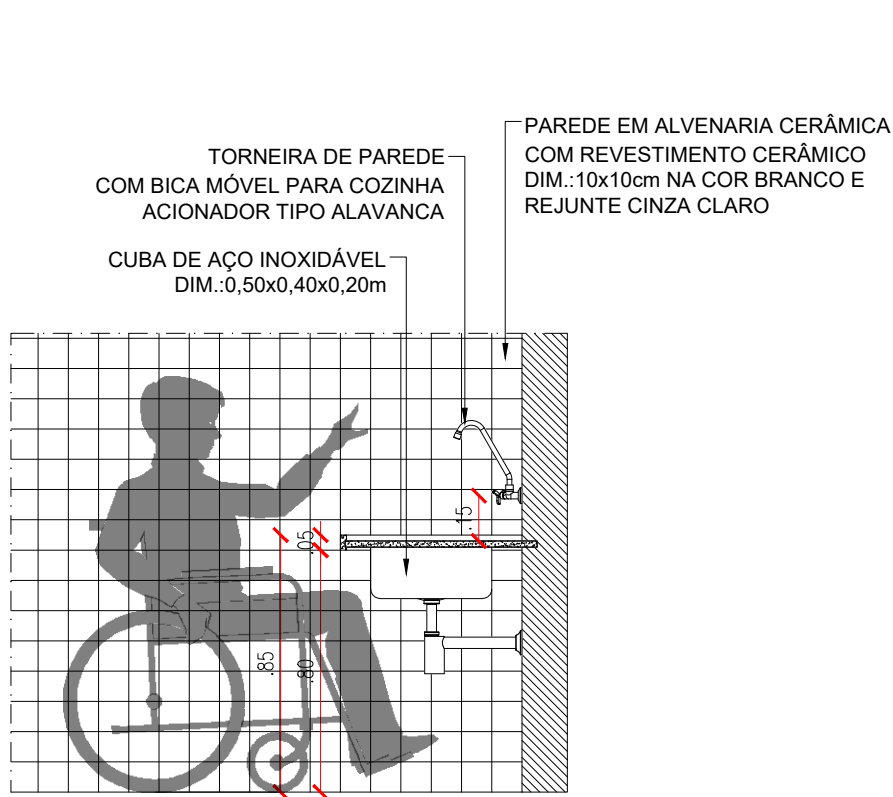 PAREDE EM ALVENARIA CERÂMICA
COM REVESTIMENTO CERÂMICO
DIM.:10x10cm NA COR BRANCO E
REJUNTE CINZA CLARO
TORNEIRA DE PAREDE
COM BICA MÓVEL PARA COZINHA
ACIONADOR TIPO ALAVANCA
CUBA DE AÇO INOXIDÁVEL
DIM.:0,50x0,40x0,20m
.15
.05
.85
.80